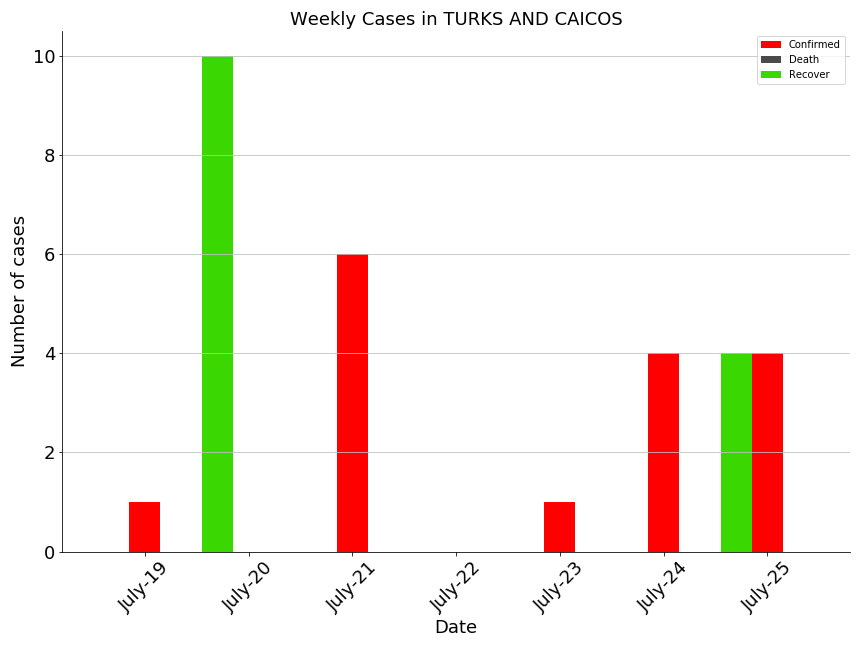 Weekly Cases in TURKS AND CAICOS
Confirmed
Death
Recover
Number of cases
10
8
6
4
2
0
July-19
July-20
July-21
July-22
July-23
July-24
July-25
Date